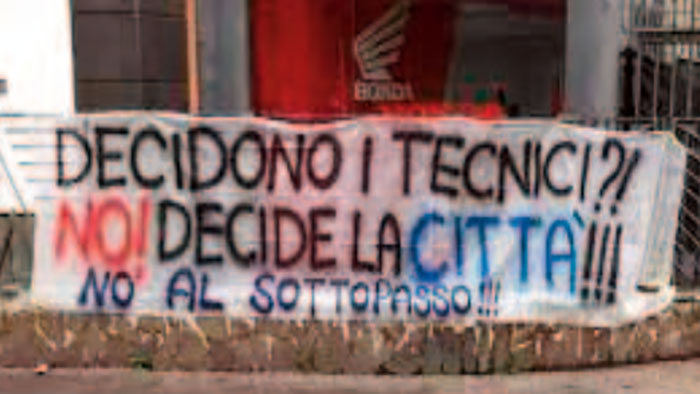 HONDA
DECIDONO I TECNICI?!
NO! DECIDE LA CITTÀ!!!
NO AL SOTTOPASSO!!!